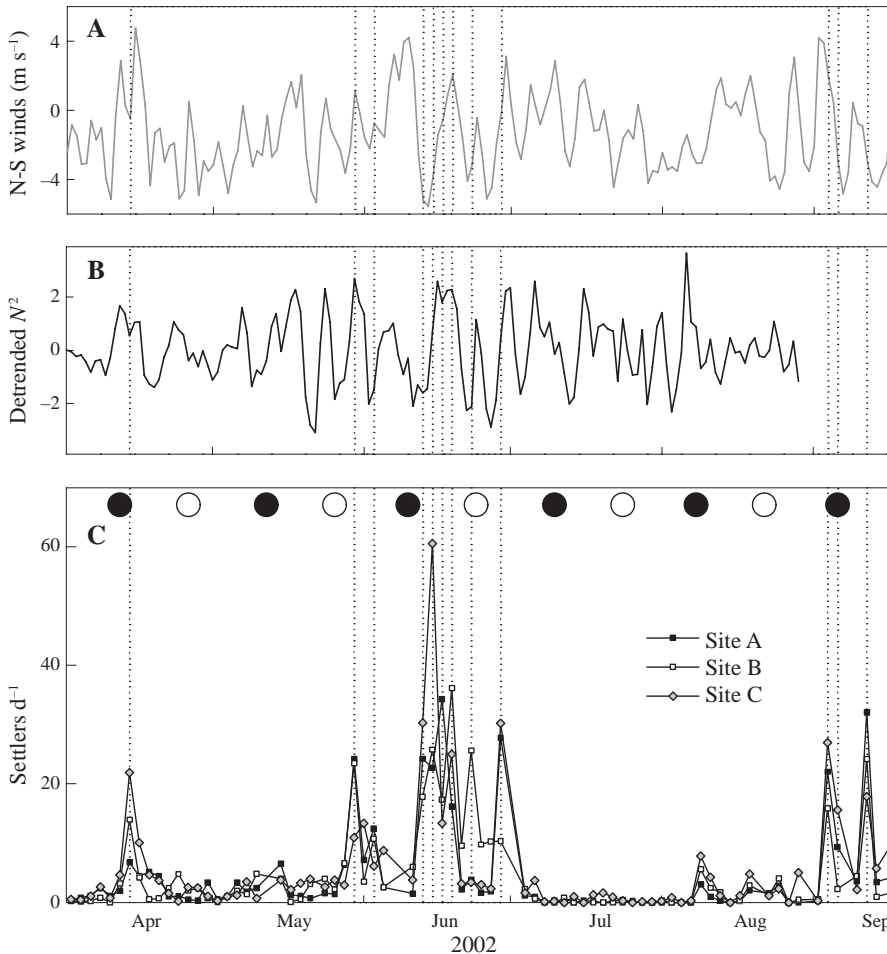 A
N-S winds (m s⁻¹)
4
0
−4
B
Detrended N²
2
0
−2
C
Settlers d⁻¹
60
40
20
0
Site A
Site B
Site C
Apr May Jun Jul Aug Sep
2002